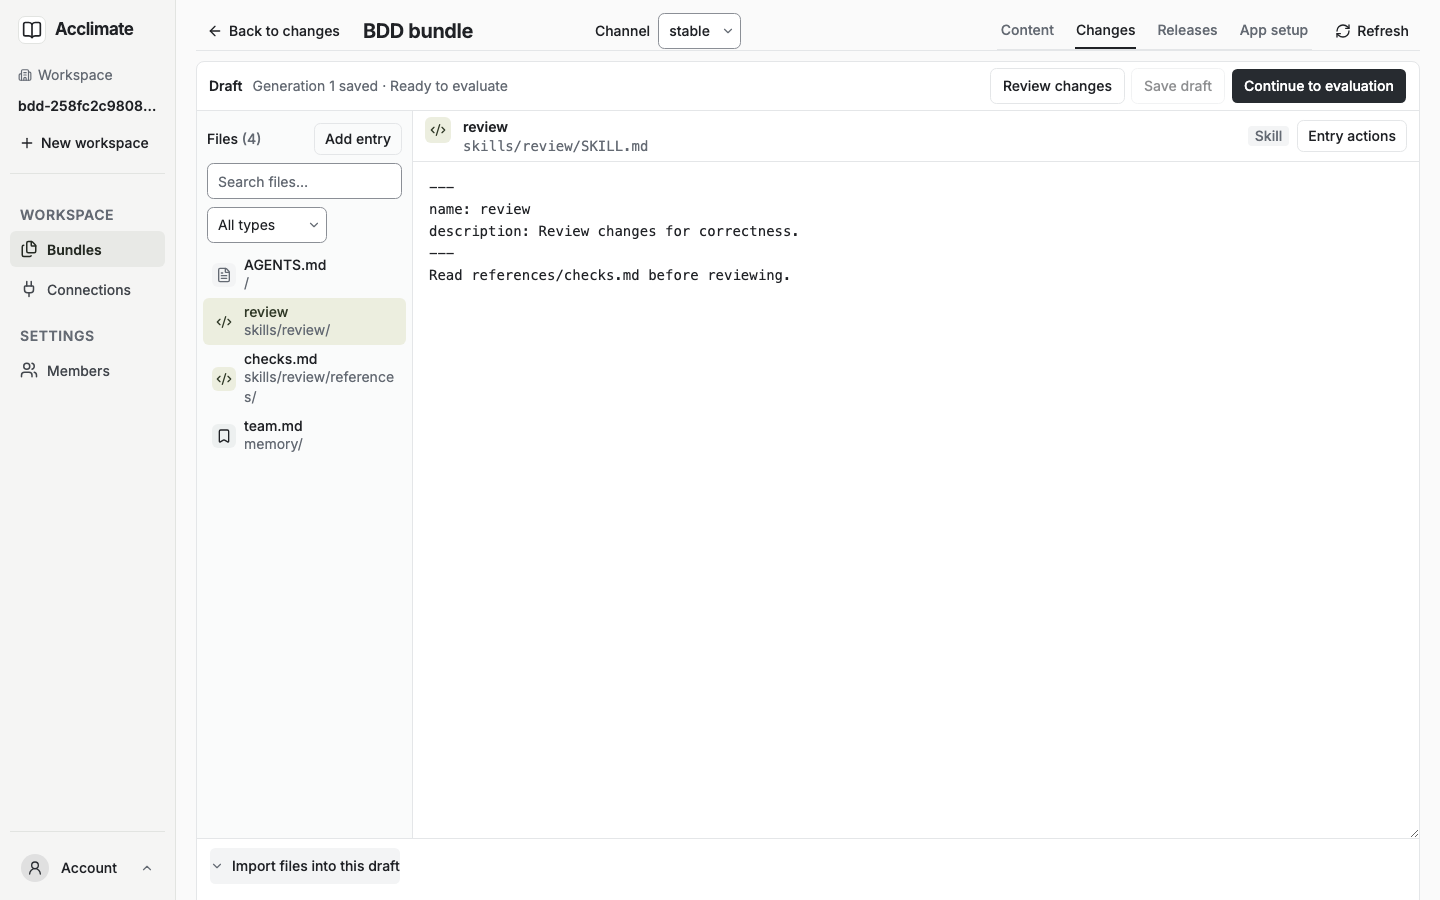 Acclimate
Workspace
bdd-258fc2c9808...
New workspace
WORKSPACE
Bundles
Connections
SETTINGS
Members
Account
Back to changes
BDD bundle
Channel
stable
Content
Changes
Releases
App setup
Refresh
Draft
Generation 1 saved · Ready to evaluate
Review changes
Save draft
Continue to evaluation
Files (4)
Add entry
Search files...
All types
AGENTS.md
/
review
skills/review/
checks.md
skills/review/reference
s/
team.md
memory/
review
skills/review/SKILL.md
Skill
Entry actions
---
name: review
description: Review changes for correctness.
---
Read references/checks.md before reviewing.
Import files into this draft